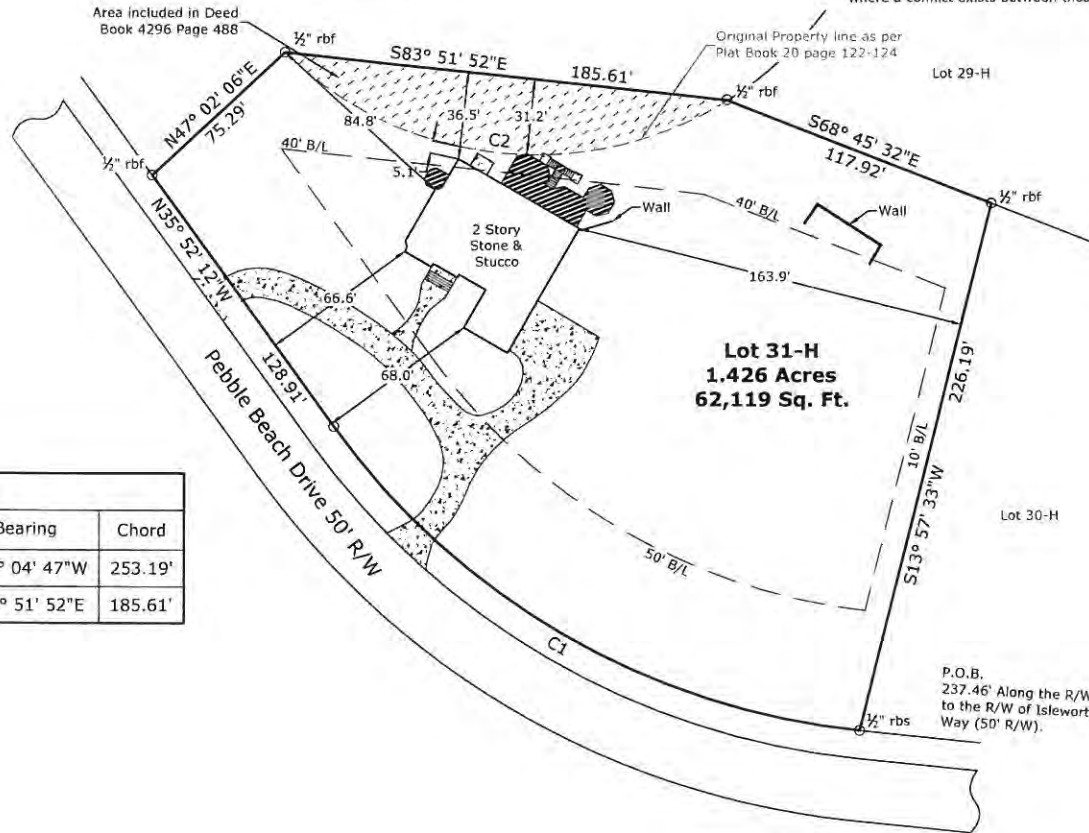 Area included in Deed
Book 4296 Page 488
½" rbf
S83° 51' 52"E
185.61'
Original Property line as per
Plat Book 20 page 122-124
Lot 29-H
½" rbf
N47° 02' 06"E
75.29'
84.8'
36.5'
31.2'
C2
S68° 45' 32"E
117.92'
½" rbf
40' B/L
½" rbf
5.1'
40' B/L
Wall
Wall
2 Story
Stone &
Stucco
163.9'
N35° 52' 12"W
128.91'
66.6'
68.0'
Lot 31-H
1.426 Acres
62,119 Sq. Ft.
226.19'
S13° 57' 33"W
10' B/L
Pebble Beach Drive 50' R/W
Bearing
Chord
° 04' 47"W
253.19'
° 51' 52"E
185.61'
Lot 30-H
50' B/L
C1
P.O.B.
237.46' Along the R/W
to the R/W of Islewort
Way (50' R/W).
½" rbs